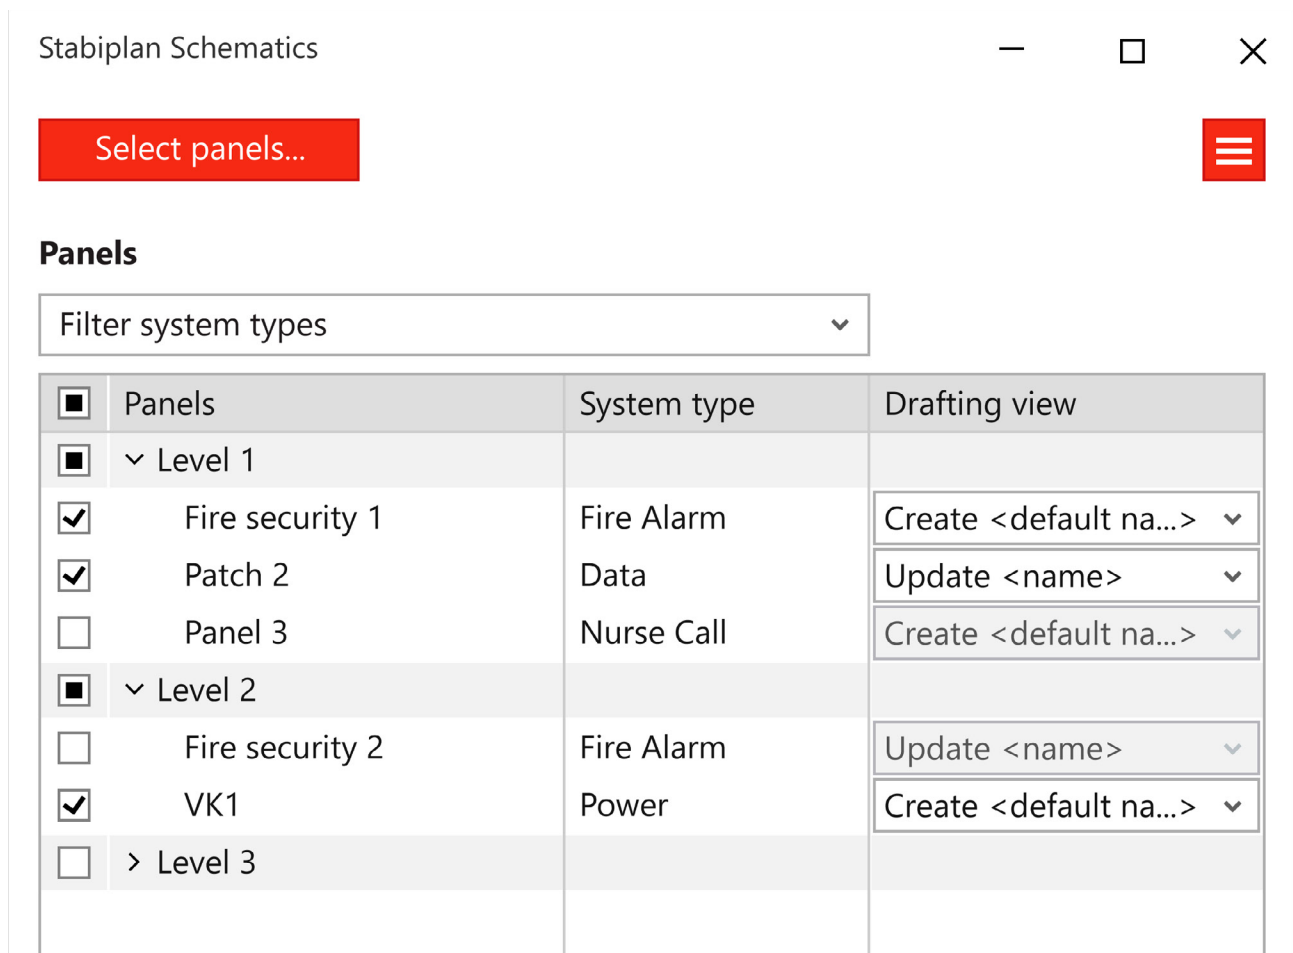 Stabiplan Schematics
Select panels...
Panels
Filter system types
Panels System type Drafting view
Level 1
Fire security 1 Fire Alarm Create <default na...>
Patch 2 Data Update <name>
Panel 3 Nurse Call Create <default na...>
Level 2
Fire security 2 Fire Alarm Update <name>
VK1 Power Create <default na...>
Level 3